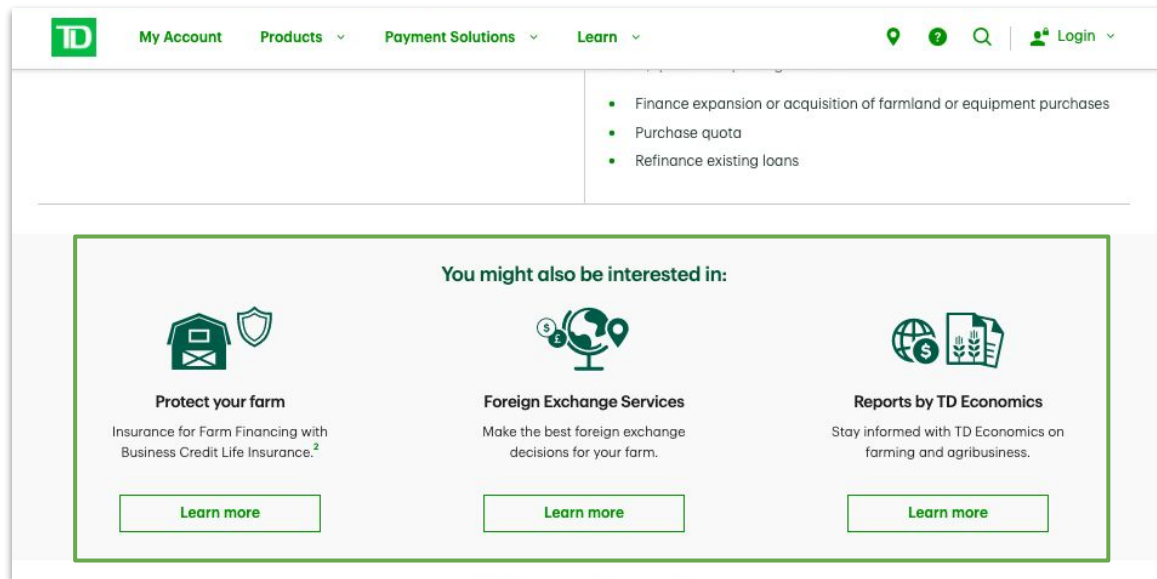 TD
My Account Products Payment Solutions Learn ? Login
Finance expansion or acquisition of farmland or equipment purchases
Purchase quota
Refinance existing loans
You might also be interested in:
$ £ $
Protect your farm
Insurance for Farm Financing with
Business Credit Life Insurance.²
Learn more
Foreign Exchange Services
Make the best foreign exchange
decisions for your farm.
Learn more
Reports by TD Economics
Stay informed with TD Economics on
farming and agribusiness.
Learn more